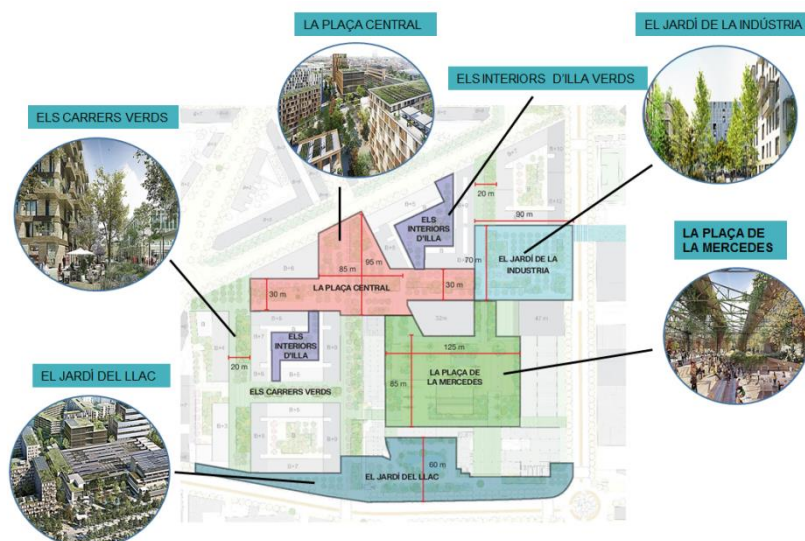 LA PLAÇA CENTRAL
EL JARDÍ DE LA INDÚSTRIA
ELS INTERIORS D'ILLA VERDS
ELS CARRERS VERDS
LA PLAÇA DE
LA MERCEDES
EL JARDÍ DEL LLAC
20 m
90 m
ELS
INTERIORS
D'ILLA
95 m
85 m
70 m
EL JARDÍ DE LA
INDUSTRIA
30 m
LA PLAÇA CENTRAL
30 m
ELS
INTERIORS
D'ILLA
20 m
125 m
LA PLAÇA DE
LA MERCEDES
85 m
ELS CARRERS VERDS
60 m
EL JARDÍ DEL LLAC